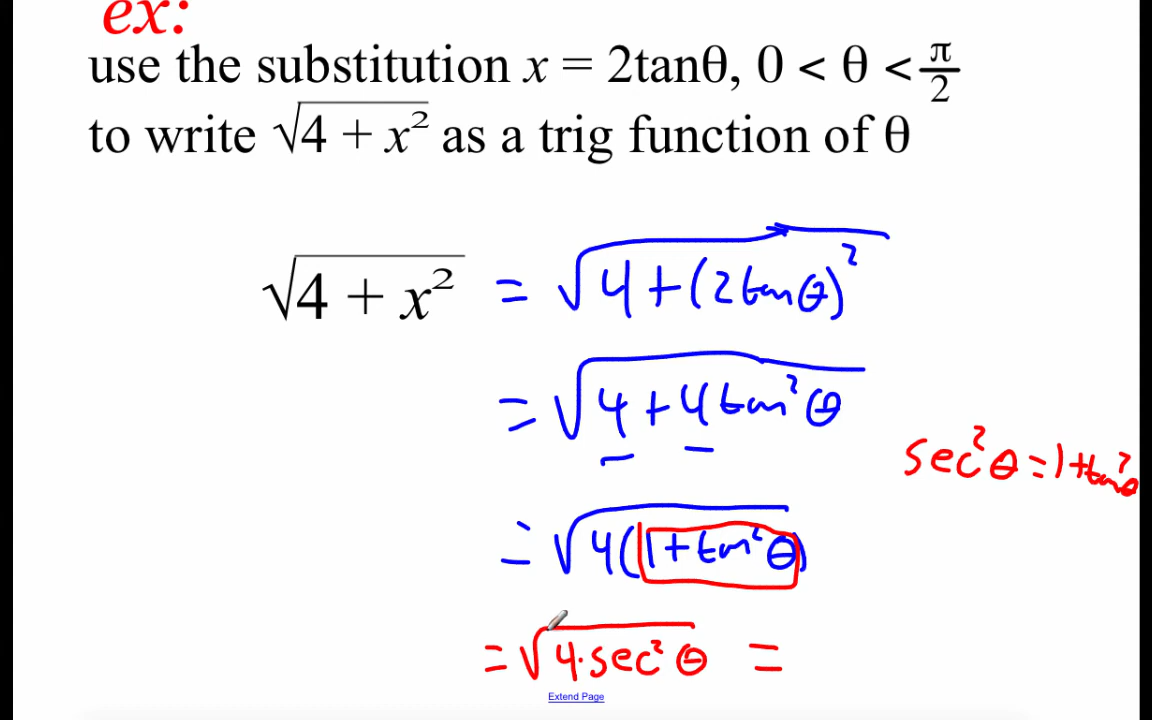 ex:
use the substitution x = 2tanθ, 0 < θ < π/2
to write √4 + x² as a trig function of θ
√4 + x² = √4+(2tanθ)²
= √4+4tan²θ
sec²θ=1+tan²θ
= √4(1+tan²θ)
= √4·sec²θ =
Extend Page